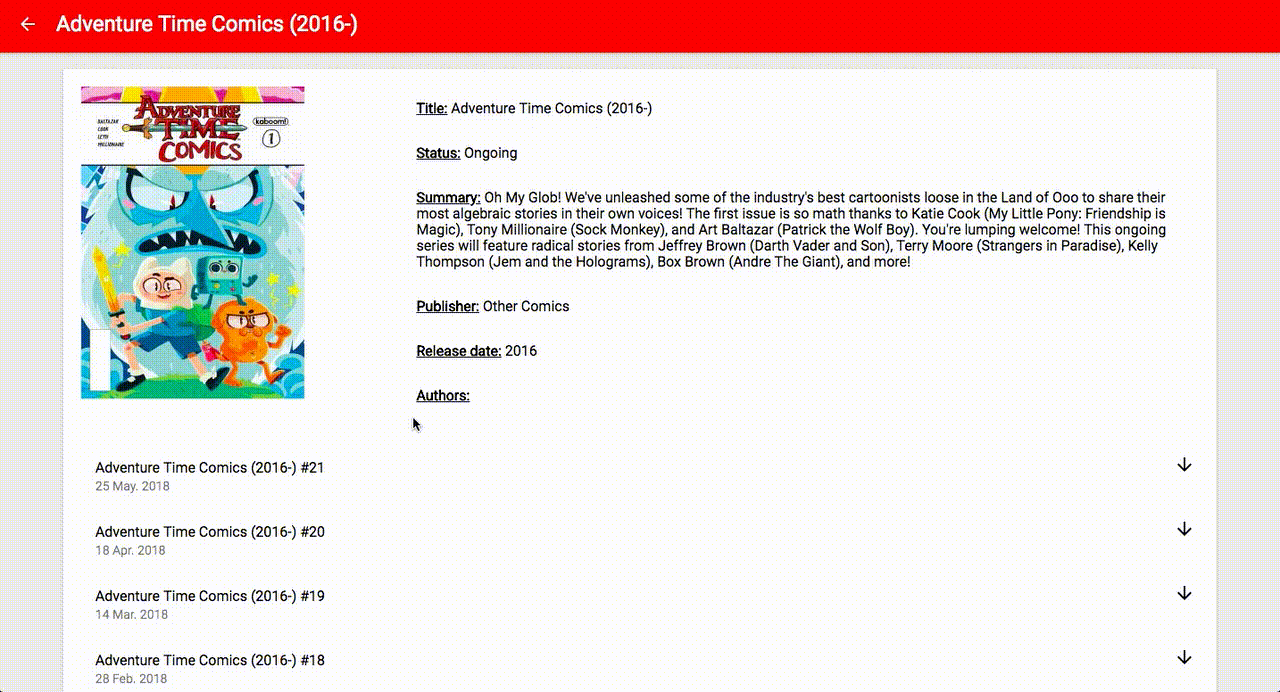 Adventure Time Comics (2016-)
BALTAZAR
COOK
LETH
MILLIONAIRE
ADVENTURE
TIME
COMICS
kaboom!
1
Title: Adventure Time Comics (2016-)
Status: Ongoing
Summary: Oh My Glob! We've unleashed some of the industry's best cartoonists loose in the Land of Ooo to share their
most algebraic stories in their own voices! The first issue is so math thanks to Katie Cook (My Little Pony: Friendship is
Magic), Tony Millionaire (Sock Monkey), and Art Baltazar (Patrick the Wolf Boy). You're lumping welcome! This ongoing
series will feature radical stories from Jeffrey Brown (Darth Vader and Son), Terry Moore (Strangers in Paradise), Kelly
Thompson (Jem and the Holograms), Box Brown (Andre The Giant), and more!
Publisher: Other Comics
Release date: 2016
Authors:
Adventure Time Comics (2016-) #21
25 May. 2018
Adventure Time Comics (2016-) #20
18 Apr. 2018
Adventure Time Comics (2016-) #19
14 Mar. 2018
Adventure Time Comics (2016-) #18
28 Feb. 2018